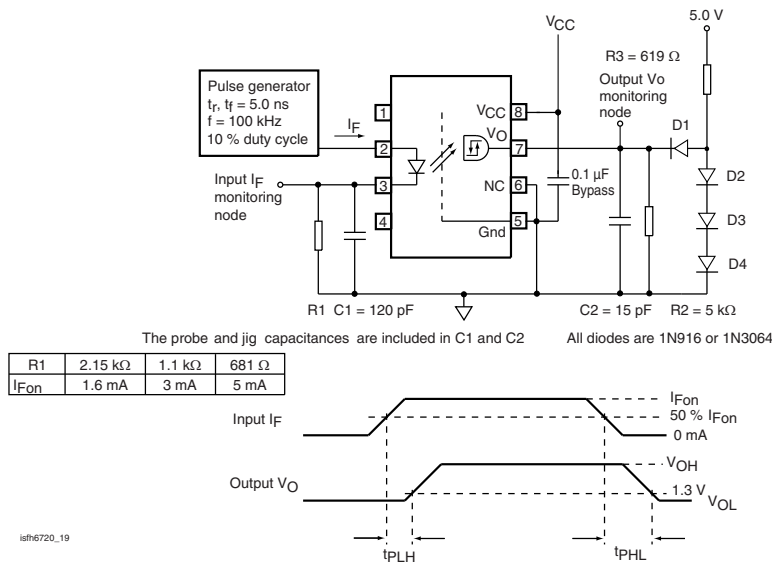 5.0 V
VCC
R3 = 619 Ω
Output Vo
monitoring
node
Pulse generator
tr, tf = 5.0 ns
f = 100 kHz
10 % duty cycle
IF
1
2
3
4
VCC
8
VO
7
NC
6
5
Gnd
0.1 µF
Bypass
D1
D2
D3
D4
Input IF
monitoring
node
R1 C1 = 120 pF
C2 = 15 pF
R2 = 5 kΩ
The probe and jig capacitances are included in C1 and C2
All diodes are 1N916 or 1N3064
R1 2.15 kΩ 1.1 kΩ 681 Ω
IFon 1.6 mA 3 mA 5 mA
Input IF
IFon
50 % IFon
0 mA
Output VO
VOH
1.3 V
VOL
tPLH
tPHL
isfh6720_19